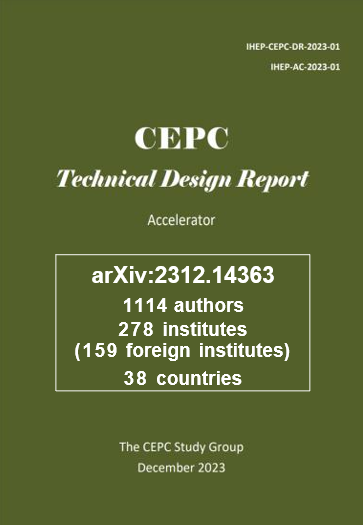 IHEP-CEPC-DR-2023-01
IHEP-AC-2023-01
CEPC
Technical Design Report
Accelerator
arXiv:2312.14363
1114 authors
278 institutes
(159 foreign institutes)
38 countries
The CEPC Study Group
December 2023